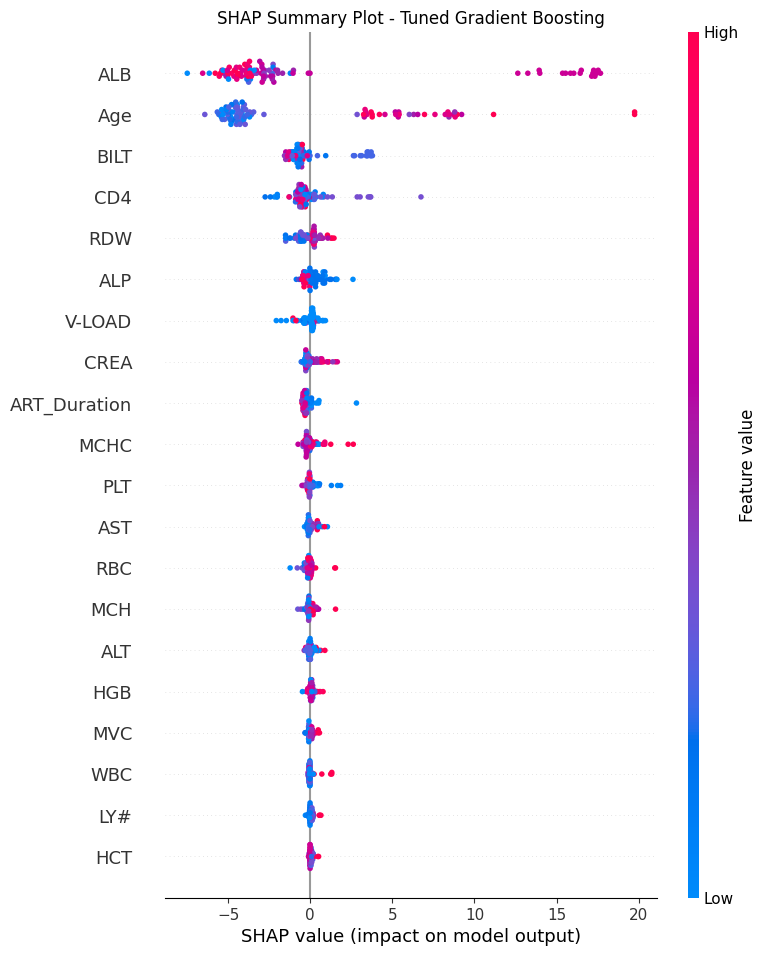 SHAP Summary Plot - Tuned Gradient Boosting
High
ALB
Age
BILT
CD4
RDW
ALP
V-LOAD
CREA
ART_Duration
MCHC
PLT
AST
RBC
MCH
ALT
HGB
MVC
WBC
LY#
HCT
Feature value
Low
−5 0 5 10 15 20
SHAP value (impact on model output)